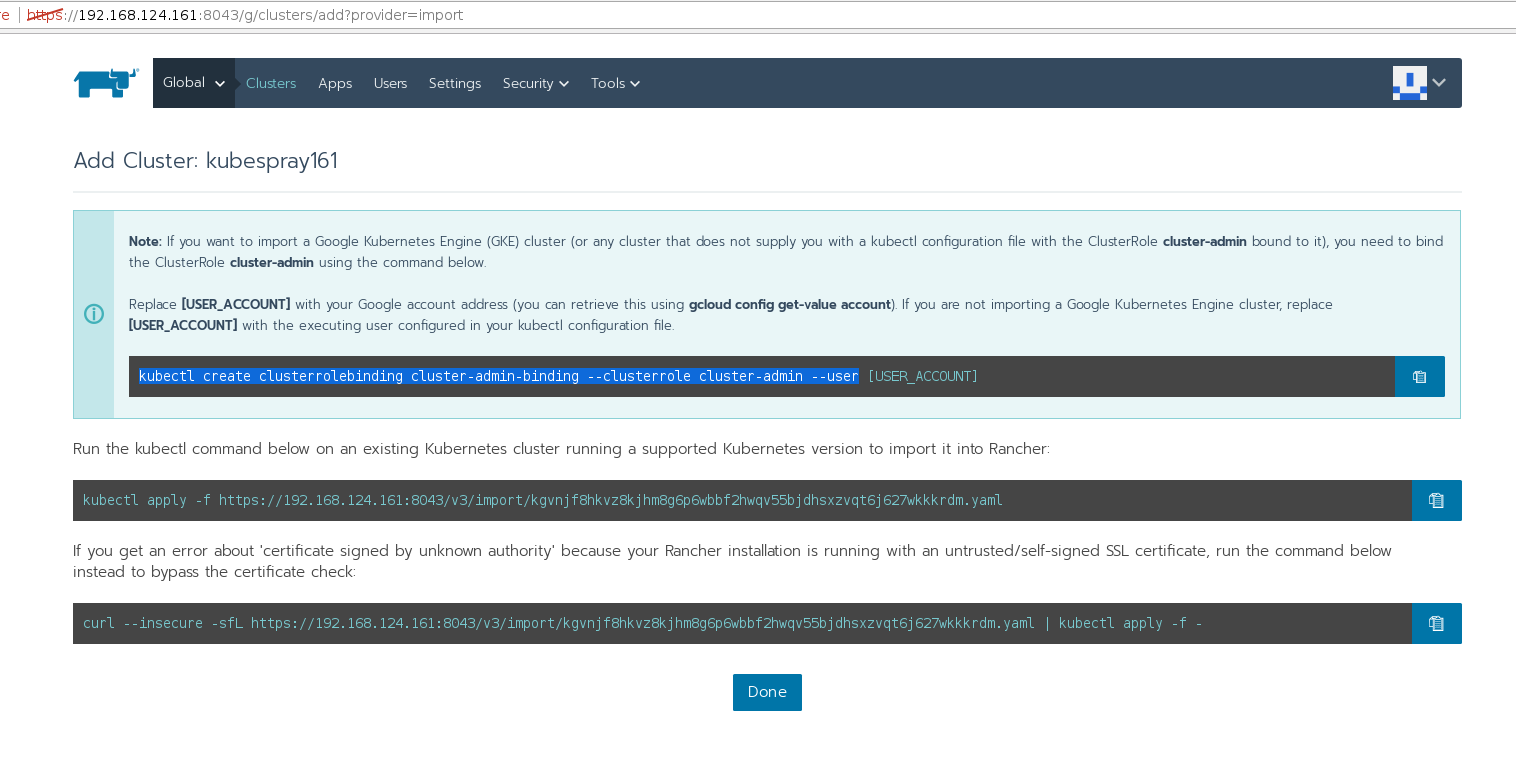 re | https://192.168.124.161:8043/g/clusters/add?provider=import
Global Clusters Apps Users Settings Security Tools
Add Cluster: kubespray161
Note: If you want to import a Google Kubernetes Engine (GKE) cluster (or any cluster that does not supply you with a kubectl configuration file with the ClusterRole cluster-admin bound to it), you need to bind
the ClusterRole cluster-admin using the command below.
Replace [USER_ACCOUNT] with your Google account address (you can retrieve this using gcloud config get-value account). If you are not importing a Google Kubernetes Engine cluster, replace
[USER_ACCOUNT] with the executing user configured in your kubectl configuration file.
kubectl create clusterrolebinding cluster-admin-binding --clusterrole cluster-admin --user [USER_ACCOUNT]
Run the kubectl command below on an existing Kubernetes cluster running a supported Kubernetes version to import it into Rancher:
kubectl apply -f https://192.168.124.161:8043/v3/import/kgvnjf8hkvz8kjhm8g6p6wbbf2hwqv55bjdhsxzvqt6j627wkkkrdm.yaml
If you get an error about 'certificate signed by unknown authority' because your Rancher installation is running with an untrusted/self-signed SSL certificate, run the command below
instead to bypass the certificate check:
curl --insecure -sfL https://192.168.124.161:8043/v3/import/kgvnjf8hkvz8kjhm8g6p6wbbf2hwqv55bjdhsxzvqt6j627wkkkrdm.yaml | kubectl apply -f -
Done